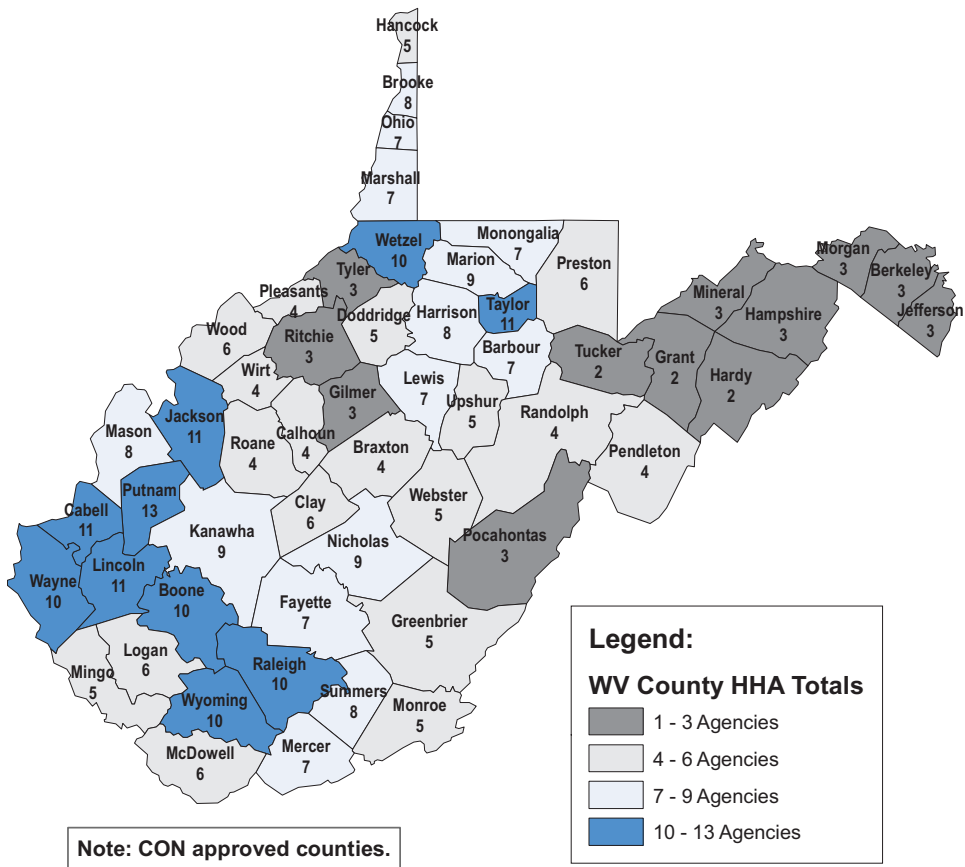 Hancock
5
Brooke
8
Ohio
7
Marshall
7
Wetzel
10
Monongalia
7
Marion
9
Preston
6
Morgan
3
Berkeley
3
Jefferson
3
Mineral
3
Hampshire
3
Tyler
3
Pleasants
4
Doddridge
5
Harrison
8
Taylor
11
Wood
6
Ritchie
3
Barbour
7
Tucker
2
Grant
2
Hardy
2
Wirt
4
Gilmer
3
Lewis
7
Upshur
5
Randolph
4
Jackson
11
Mason
8
Roane
4
Calhoun
4
Braxton
4
Pendleton
4
Putnam
13
Cabell
11
Clay
6
Webster
5
Kanawha
9
Nicholas
9
Pocahontas
3
Wayne
10
Lincoln
11
Boone
10
Fayette
7
Greenbrier
5
Logan
6
Mingo
5
Raleigh
10
Wyoming
10
Summers
8
Monroe
5
McDowell
6
Mercer
7
Legend:
WV County HHA Totals
1 - 3 Agencies
4 - 6 Agencies
7 - 9 Agencies
10 - 13 Agencies
Note: CON approved counties.